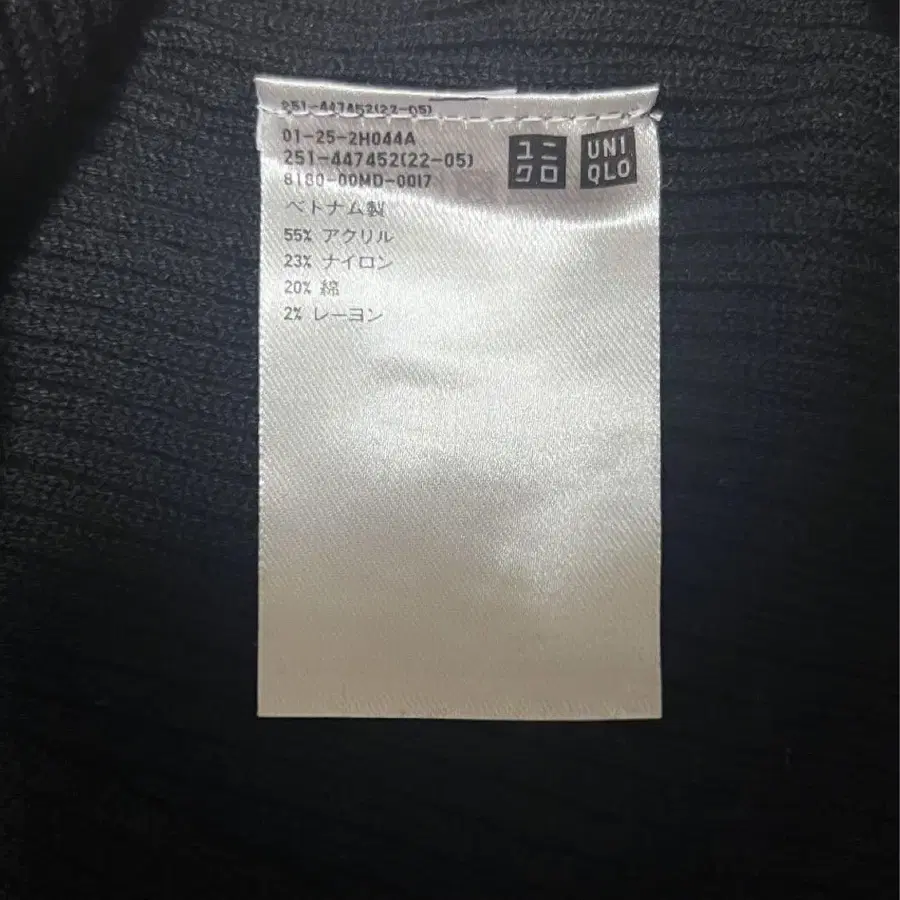 251-447452(22-05)
01-25-2H044A
251-447452(22-05)
8180-00MD-0017
ユニ
クロ
UNI
QLO
ベトナム製
55% アクリル
23% ナイロン
20% 綿
2% レーヨン